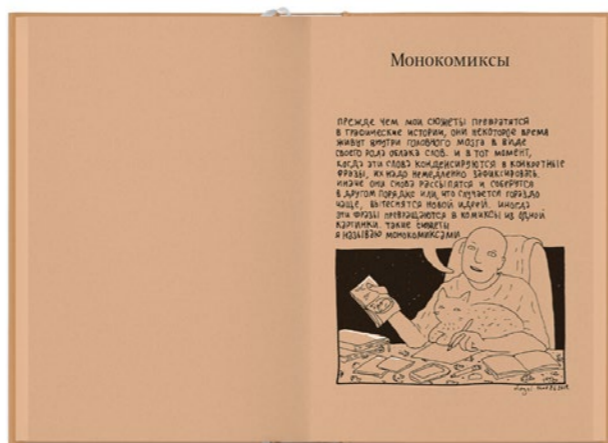 Монокомиксы
ПРЕЖДЕ ЧЕМ МОИ СЮЖЕТЫ ПРЕВРАТЯТСЯ
В ГРАФИЧЕСКИЕ ИСТОРИИ, ОНИ НЕКОТОРОЕ ВРЕМЯ
ЖИВУТ ВНУТРИ ГОЛОВНОГО МОЗГА В ВИДЕ
СВОЕГО РОДА ОБЛАКА СЛОВ. И В ТОТ МОМЕНТ,
КОГДА ЭТИ СЛОВА КОНДЕНСИРУЮТСЯ В КОНКРЕТНЫЕ
ФРАЗЫ, ИХ НАДО НЕМЕДЛЕННО ЗАФИКСИРОВАТЬ.
ИНАЧЕ ОНИ СНОВА РАССЫПЯТСЯ И СОБЕРУТСЯ
В ДРУГОМ ПОРЯДКЕ ИЛИ, ЧТО СЛУЧАЕТСЯ ГОРАЗДО
ЧАЩЕ, ВЫТЕСНЯТСЯ НОВОЙ ИДЕЕЙ. ИНОГДА
ЭТИ ФРАЗЫ ПРЕВРАЩАЮТСЯ В КОМИКСЫ ИЗ ОДНОЙ
КАРТИНКИ. ТАКИЕ СЮЖЕТЫ
Я НАЗЫВАЮ МОНОКОМИКСАМИ